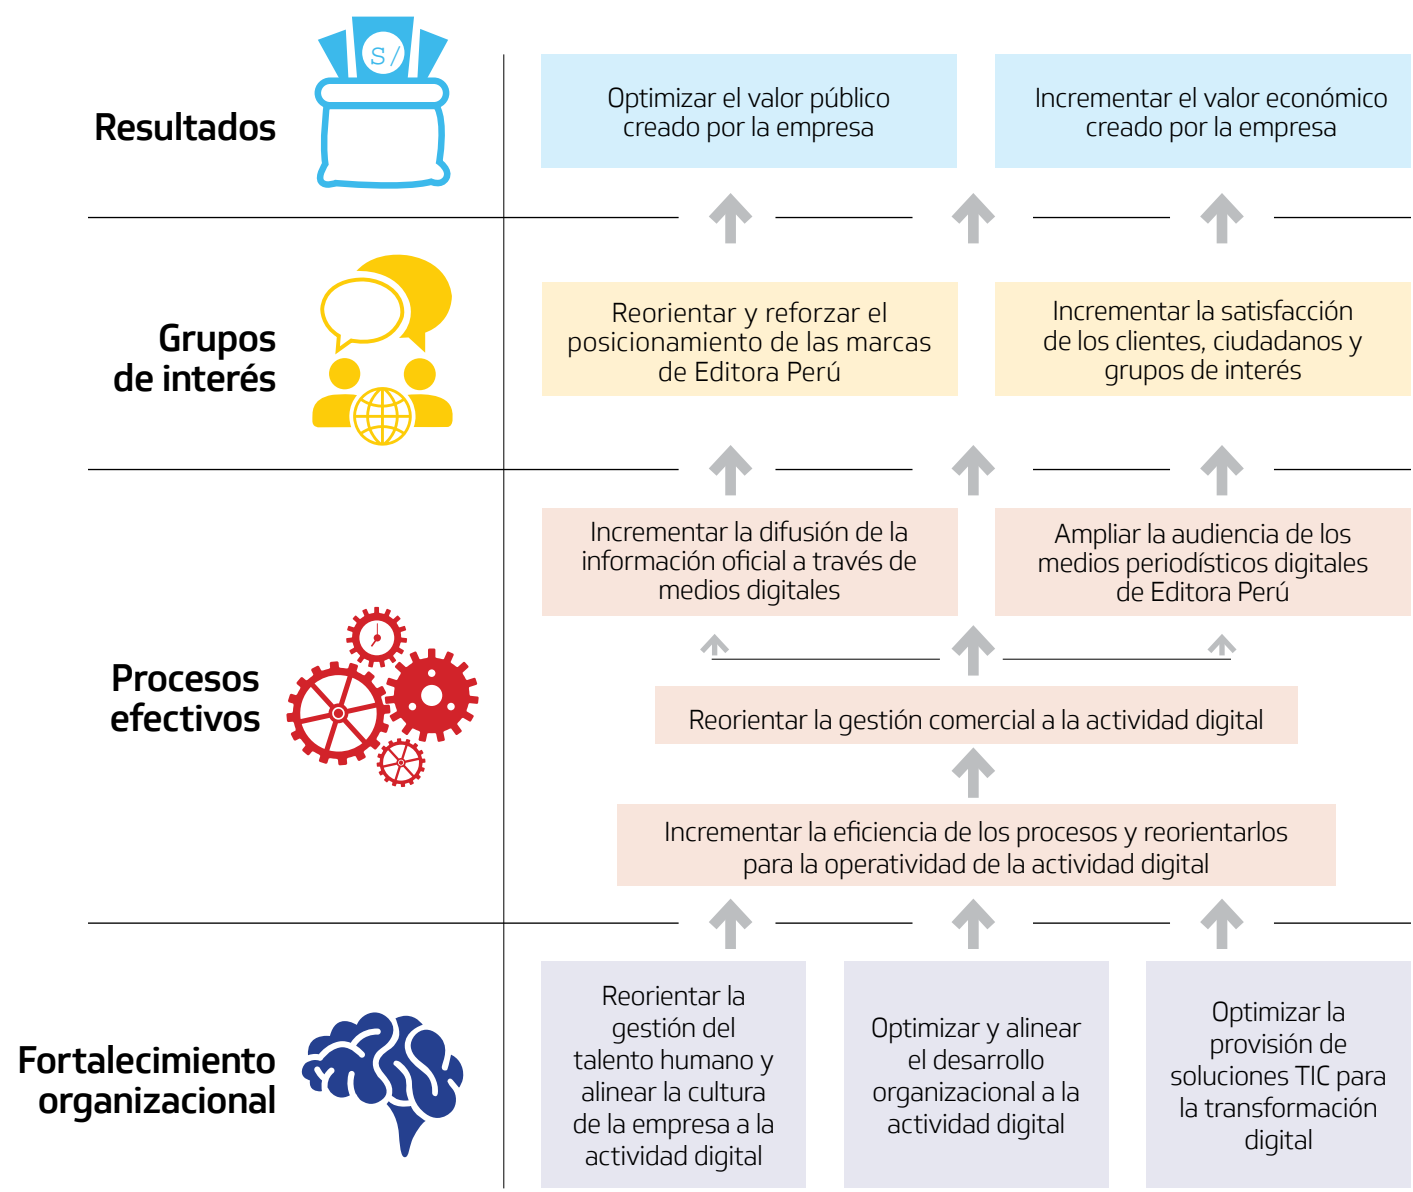 S/
Resultados
Optimizar el valor público
creado por la empresa
Incrementar el valor económico
creado por la empresa
Grupos
de interés
Reorientar y reforzar el
posicionamiento de las marcas
de Editora Perú
Incrementar la satisfacción
de los clientes, ciudadanos y
grupos de interés
Procesos
efectivos
Incrementar la difusión de la
información oficial a través de
medios digitales
Ampliar la audiencia de los
medios periodísticos digitales
de Editora Perú
Reorientar la gestión comercial a la actividad digital
Incrementar la eficiencia de los procesos y reorientarlos
para la operatividad de la actividad digital
Fortalecimiento
organizacional
Reorientar la
gestión del
talento humano y
alinear la cultura
de la empresa a la
actividad digital
Optimizar y alinear
el desarrollo
organizacional a la
actividad digital
Optimizar la
provisión de
soluciones TIC para
la transformación
digital